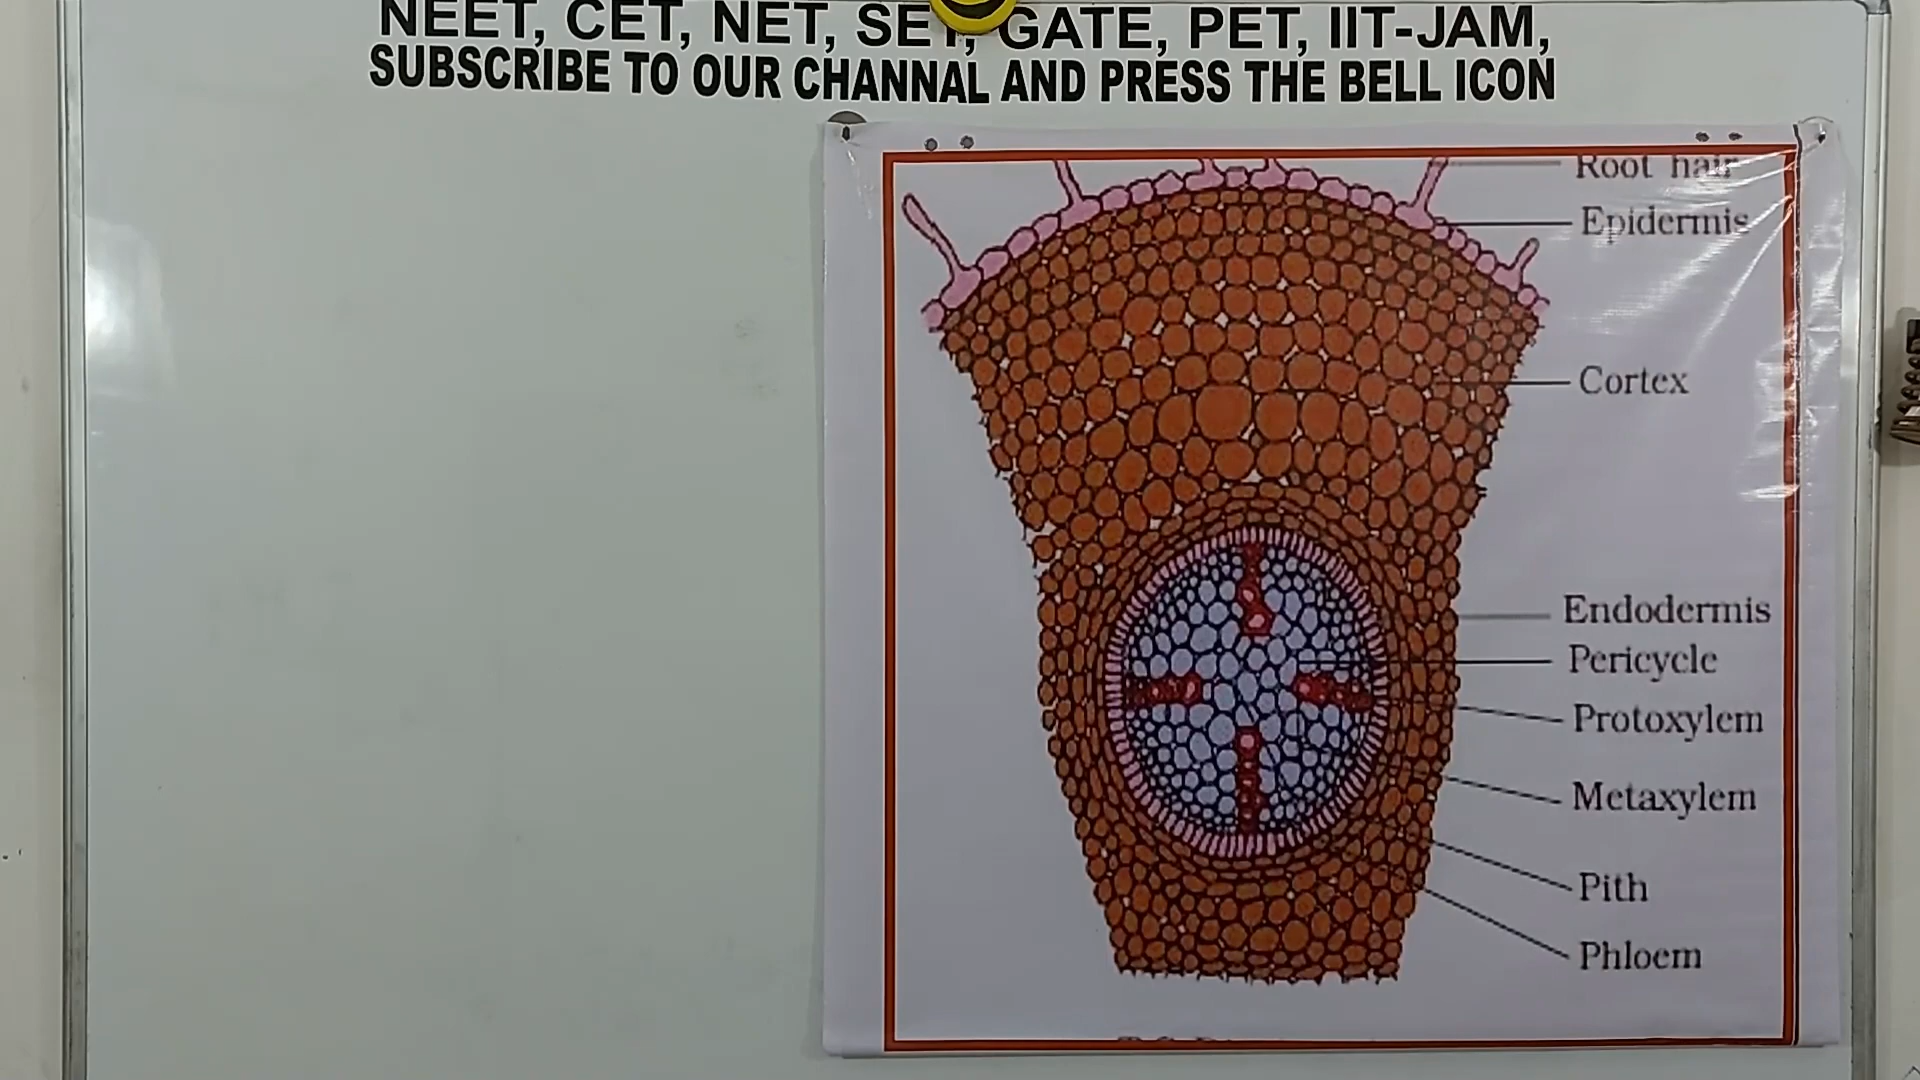 NEET, CET, NET, SET, GATE, PET, IIT-JAM,
SUBSCRIBE TO OUR CHANNAL AND PRESS THE BELL ICON
Root hair
Epidermis
Cortex
Endodermis
Pericycle
Protoxylem
Metaxylem
Pith
Phloem